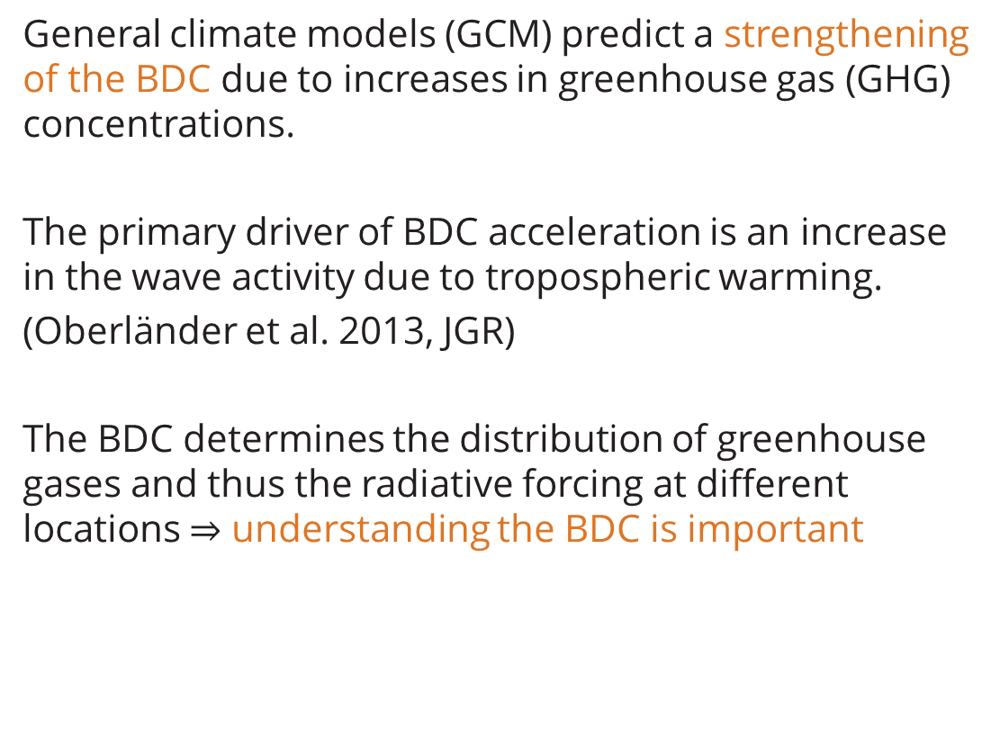 General climate models (GCM) predict a strengthening
of the BDC due to increases in greenhouse gas (GHG)
concentrations.
The primary driver of BDC acceleration is an increase
in the wave activity due to tropospheric warming.
(Oberländer et al. 2013, JGR)
The BDC determines the distribution of greenhouse
gases and thus the radiative forcing at different
locations ⇒ understanding the BDC is important